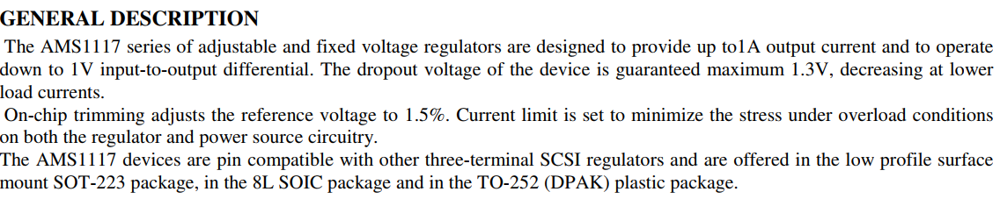 GENERAL DESCRIPTION
The AMS1117 series of adjustable and fixed voltage regulators are designed to provide up to1A output current and to operate
down to 1V input-to-output differential. The dropout voltage of the device is guaranteed maximum 1.3V, decreasing at lower
load currents.
On-chip trimming adjusts the reference voltage to 1.5%. Current limit is set to minimize the stress under overload conditions
on both the regulator and power source circuitry.
The AMS1117 devices are pin compatible with other three-terminal SCSI regulators and are offered in the low profile surface
mount SOT-223 package, in the 8L SOIC package and in the TO-252 (DPAK) plastic package.